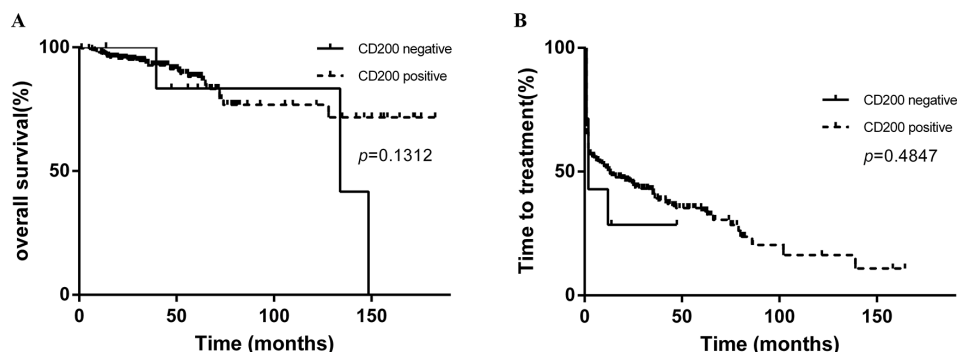 A
overall survival(%)
100
50
0
0 50 100 150
Time (months)
CD200 negative
CD200 positive
p=0.1312
B
Time to treatment(%)
100
50
0
0 50 100 150
Time (months)
CD200 negative
CD200 positive
p=0.4847